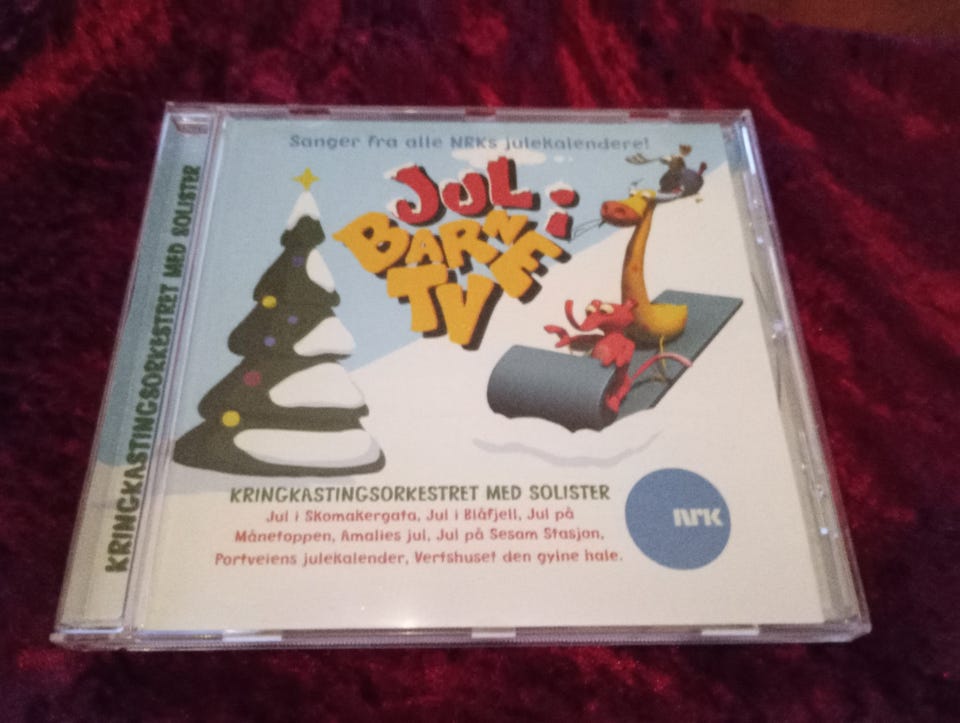 Sanger fra alle NRKs julekalendere!
JUL i
BARNE
TV
KRINGKASTINGSORKESTRET MED SOLISTER
Jul i Skomakergata, Jul i Blåfjell, Jul på
Månetoppen, Amalies jul, Jul på Sesam Stasjon,
Portveiens julekalender, Vertshuset den gylne hale.
NRK
KRINGKASTINGSORKESTRET MED SOLISTER